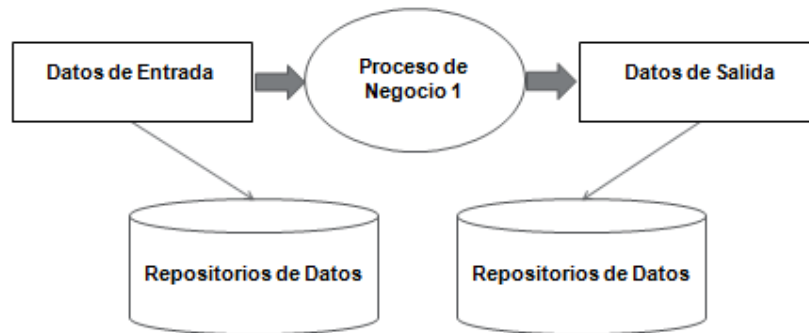 Datos de Entrada
Proceso de
Negocio 1
Datos de Salida
Repositorios de Datos
Repositorios de Datos